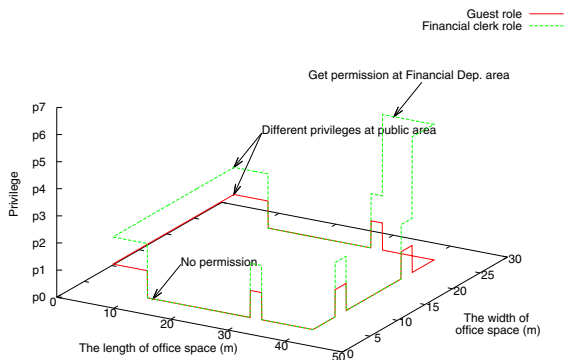 Guest role
Financial clerk role
Get permission at Financial Dep. area
Different privileges at public area
No permission
Privilege
p7
p6
p5
p4
p3
p2
p1
p0
0
10
20
30
40
50
The length of office space (m)
0
5
10
15
20
25
30
The width of
office space (m)